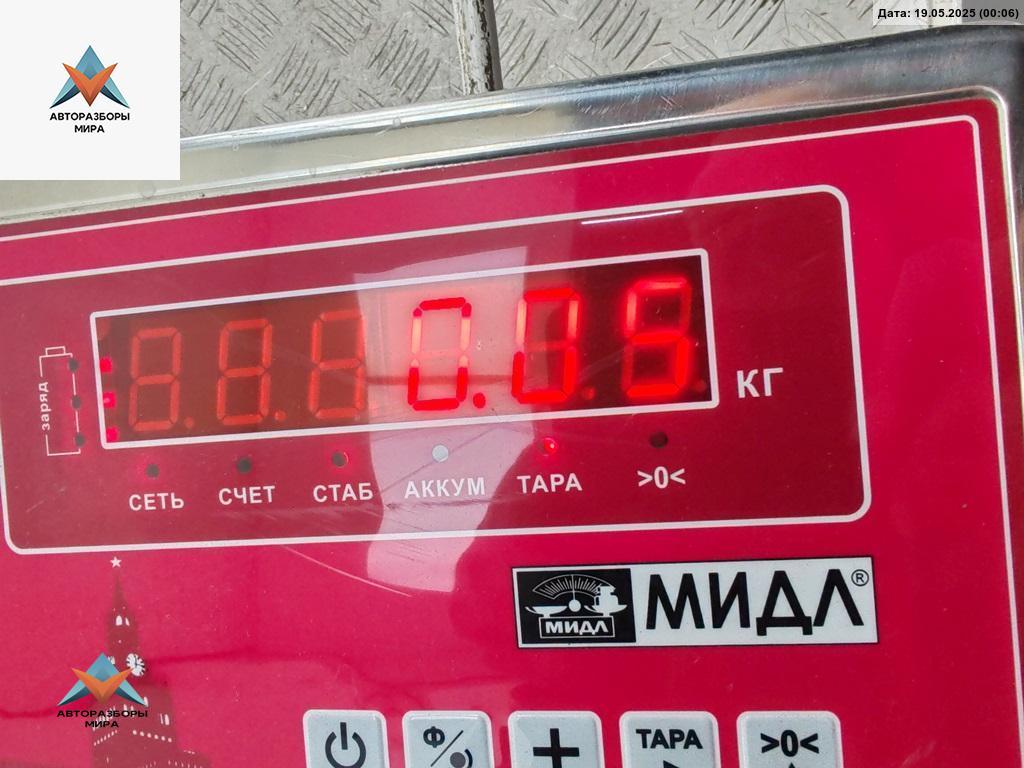 Дата: 19.05.2025 (00:06)
АВТОРАЗБОРЫ
МИРА
0.05
КГ
заряд
СЕТЬ СЧЕТ СТАБ АККУМ ТАРА >0<
МИДЛ МИДЛ®
АВТОРАЗБОРЫ
МИРА
Ф + ТАРА >0<